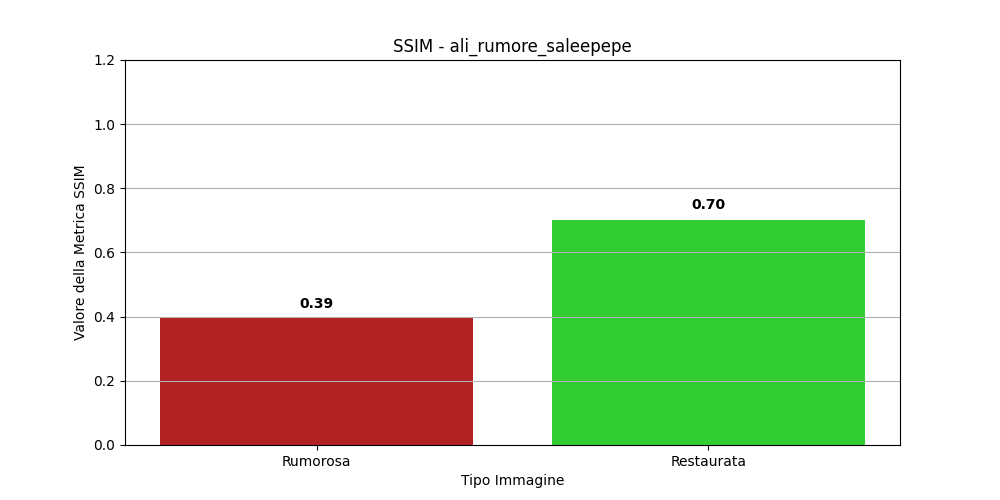 SSIM - ali_rumore_saleepepe
1.2
1.0
0.8
0.6
0.4
0.2
0.0
Valore della Metrica SSIM
0.39
0.70
Rumorosa
Restaurata
Tipo Immagine